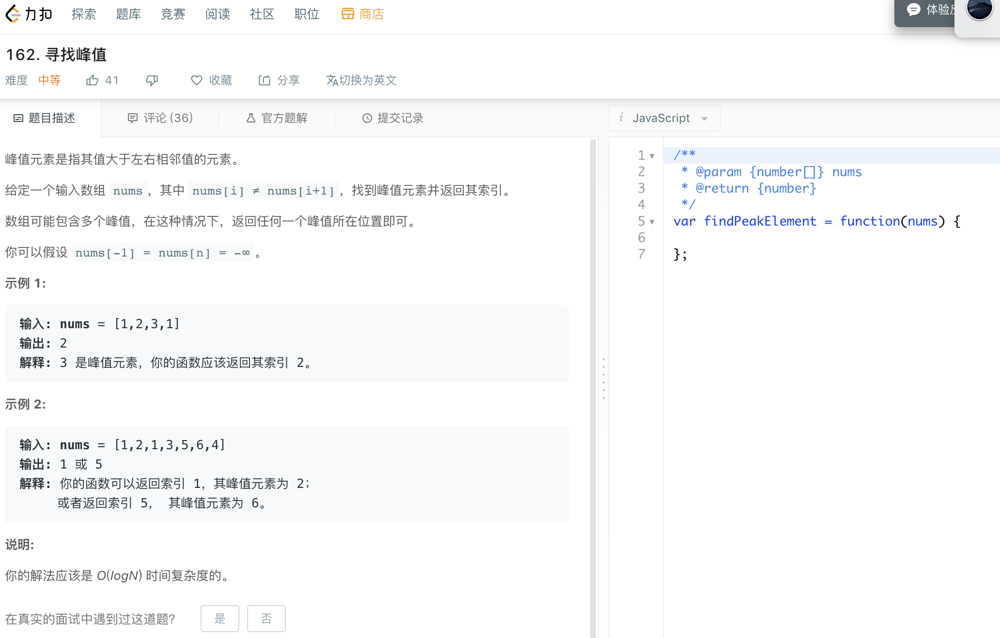 力扣 探索 题库 竞赛 阅读 社区 职位 商店 体验
162. 寻找峰值
难度 中等 41 收藏 分享 切换为英文
题目描述 评论 (36) 官方题解 提交记录
峰值元素是指其值大于左右相邻值的元素。
给定一个输入数组 nums，其中 nums[i] ≠ nums[i+1]，找到峰值元素并返回其索引。
数组可能包含多个峰值，在这种情况下，返回任何一个峰值所在位置即可。
你可以假设 nums[-1] = nums[n] = -∞。
示例 1:
输入: nums = [1,2,3,1]
输出: 2
解释: 3 是峰值元素，你的函数应该返回其索引 2。
示例 2:
输入: nums = [1,2,1,3,5,6,4]
输出: 1 或 5
解释: 你的函数可以返回索引 1，其峰值元素为 2；
或者返回索引 5， 其峰值元素为 6。
说明:
你的解法应该是 O(logN) 时间复杂度的。
在真实的面试中遇到过这道题? 是 否
i JavaScript
1 /**
2 * @param {number[]} nums
3 * @return {number}
4 */
5 var findPeakElement = function(nums) {
6
7 };